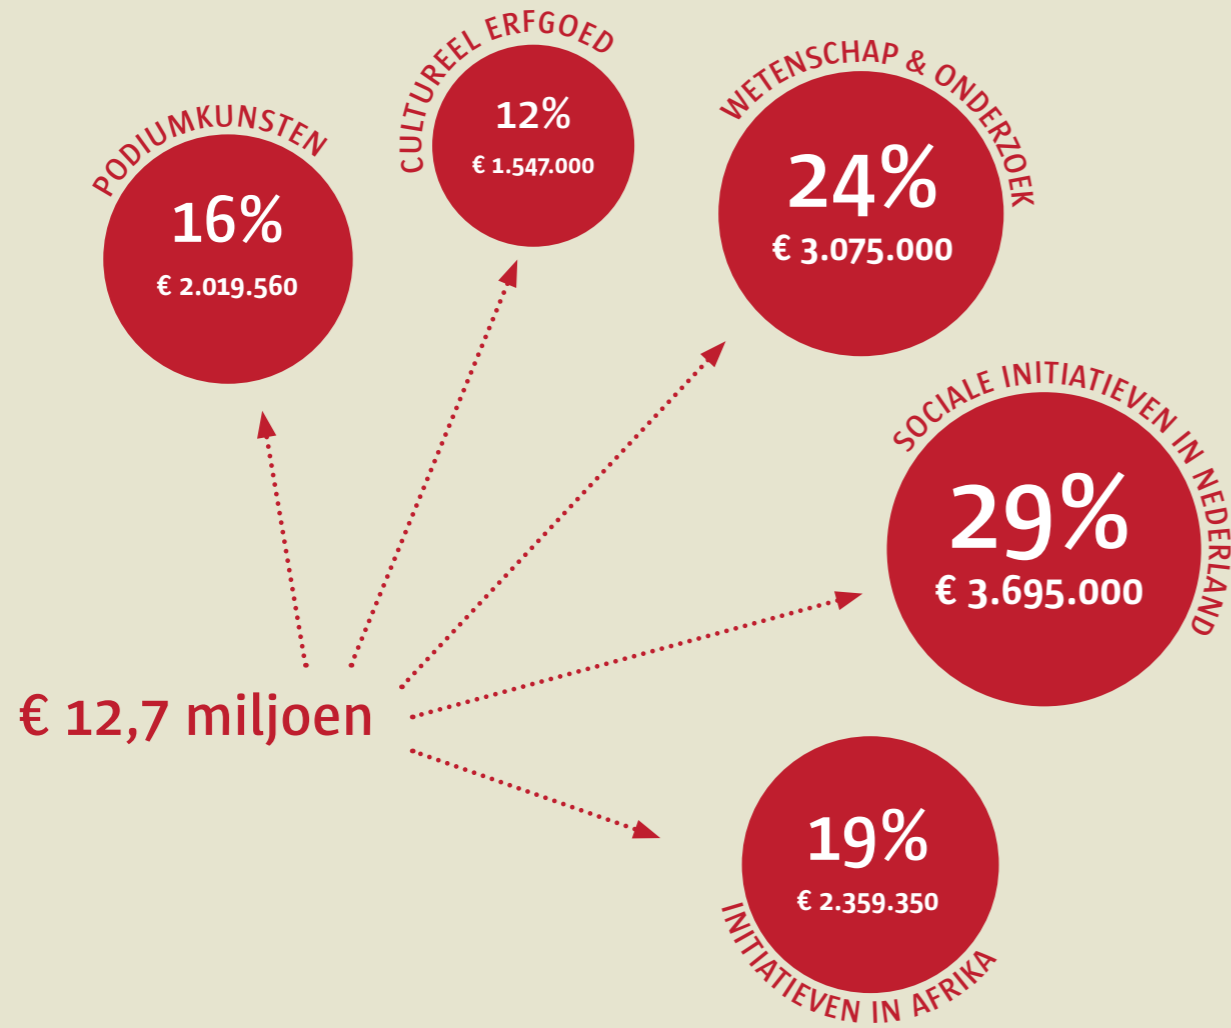 PODIUMKUNSTEN
16%
€ 2.019.560
CULTUREEL ERFGOED
12%
€ 1.547.000
WETENSCHAP & ONDERZOEK
24%
€ 3.075.000
SOCIALE INITIATIEVEN IN NEDERLAND
29%
€ 3.695.000
€ 12,7 miljoen
19%
€ 2.359.350
INITIATIEVEN IN AFRIKA